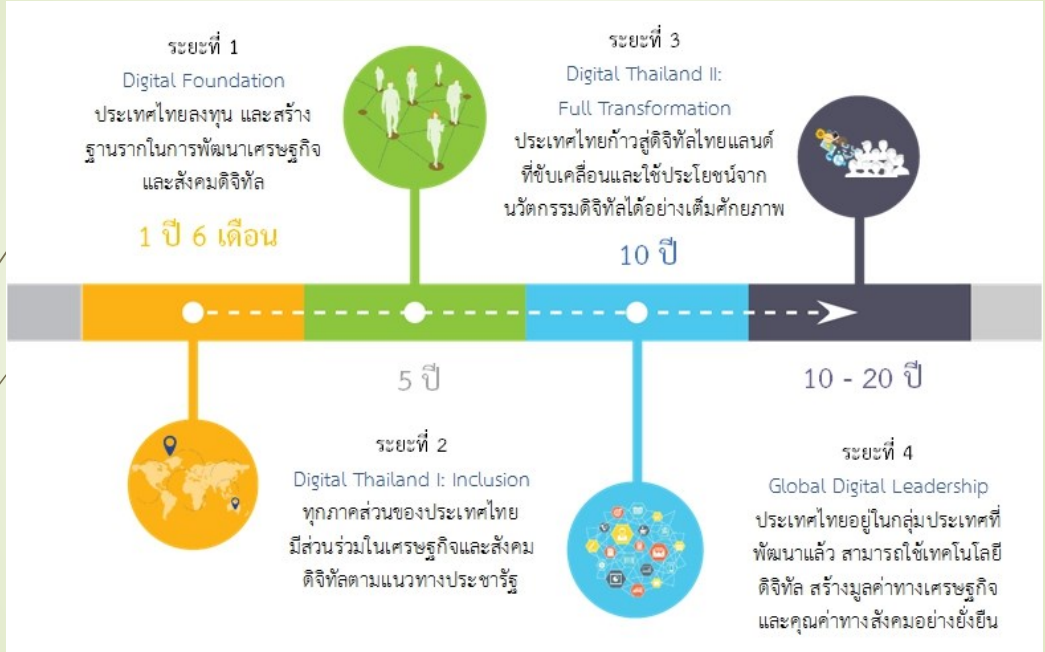 ระยะที่ 1
Digital Foundation
ประเทศไทยลงทุน และสร้าง
ฐานรากในการพัฒนาเศรษฐกิจ
และสังคมดิจิทัล
1 ปี 6 เดือน
5 ปี
ระยะที่ 2
Digital Thailand I: Inclusion
ทุกภาคส่วนของประเทศไทย
มีส่วนร่วมในเศรษฐกิจและสังคม
ดิจิทัลตามแนวทางประชารัฐ
ระยะที่ 3
Digital Thailand II:
Full Transformation
ประเทศไทยก้าวสู่ดิจิทัลไทยแลนด์
ที่ขับเคลื่อนและใช้ประโยชน์จาก
นวัตกรรมดิจิทัลได้อย่างเต็มศักยภาพ
10 ปี
10 - 20 ปี
ระยะที่ 4
Global Digital Leadership
ประเทศไทยอยู่ในกลุ่มประเทศที่
พัฒนาแล้ว สามารถใช้เทคโนโลยี
ดิจิทัล สร้างมูลค่าทางเศรษฐกิจ
และคุณค่าทางสังคมอย่างยั่งยืน